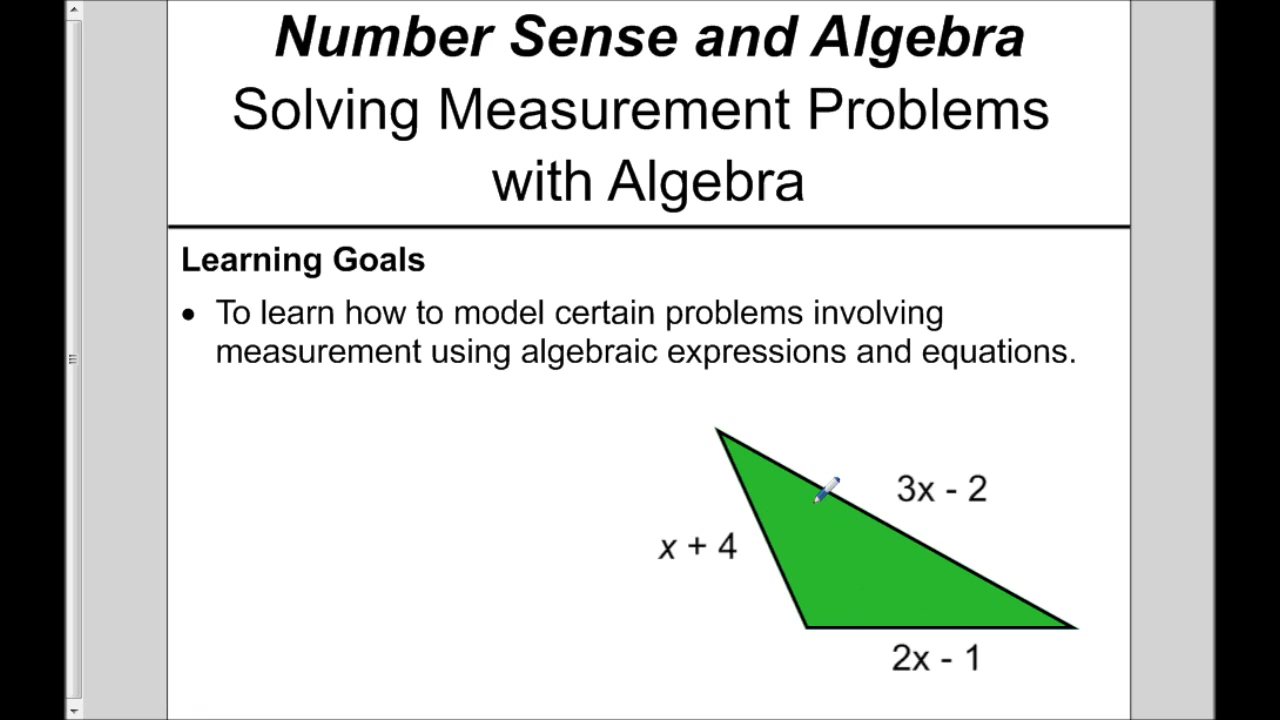 Number Sense and Algebra
Solving Measurement Problems
with Algebra
Learning Goals
• To learn how to model certain problems involving
measurement using algebraic expressions and equations.
3x - 2
x + 4
2x - 1